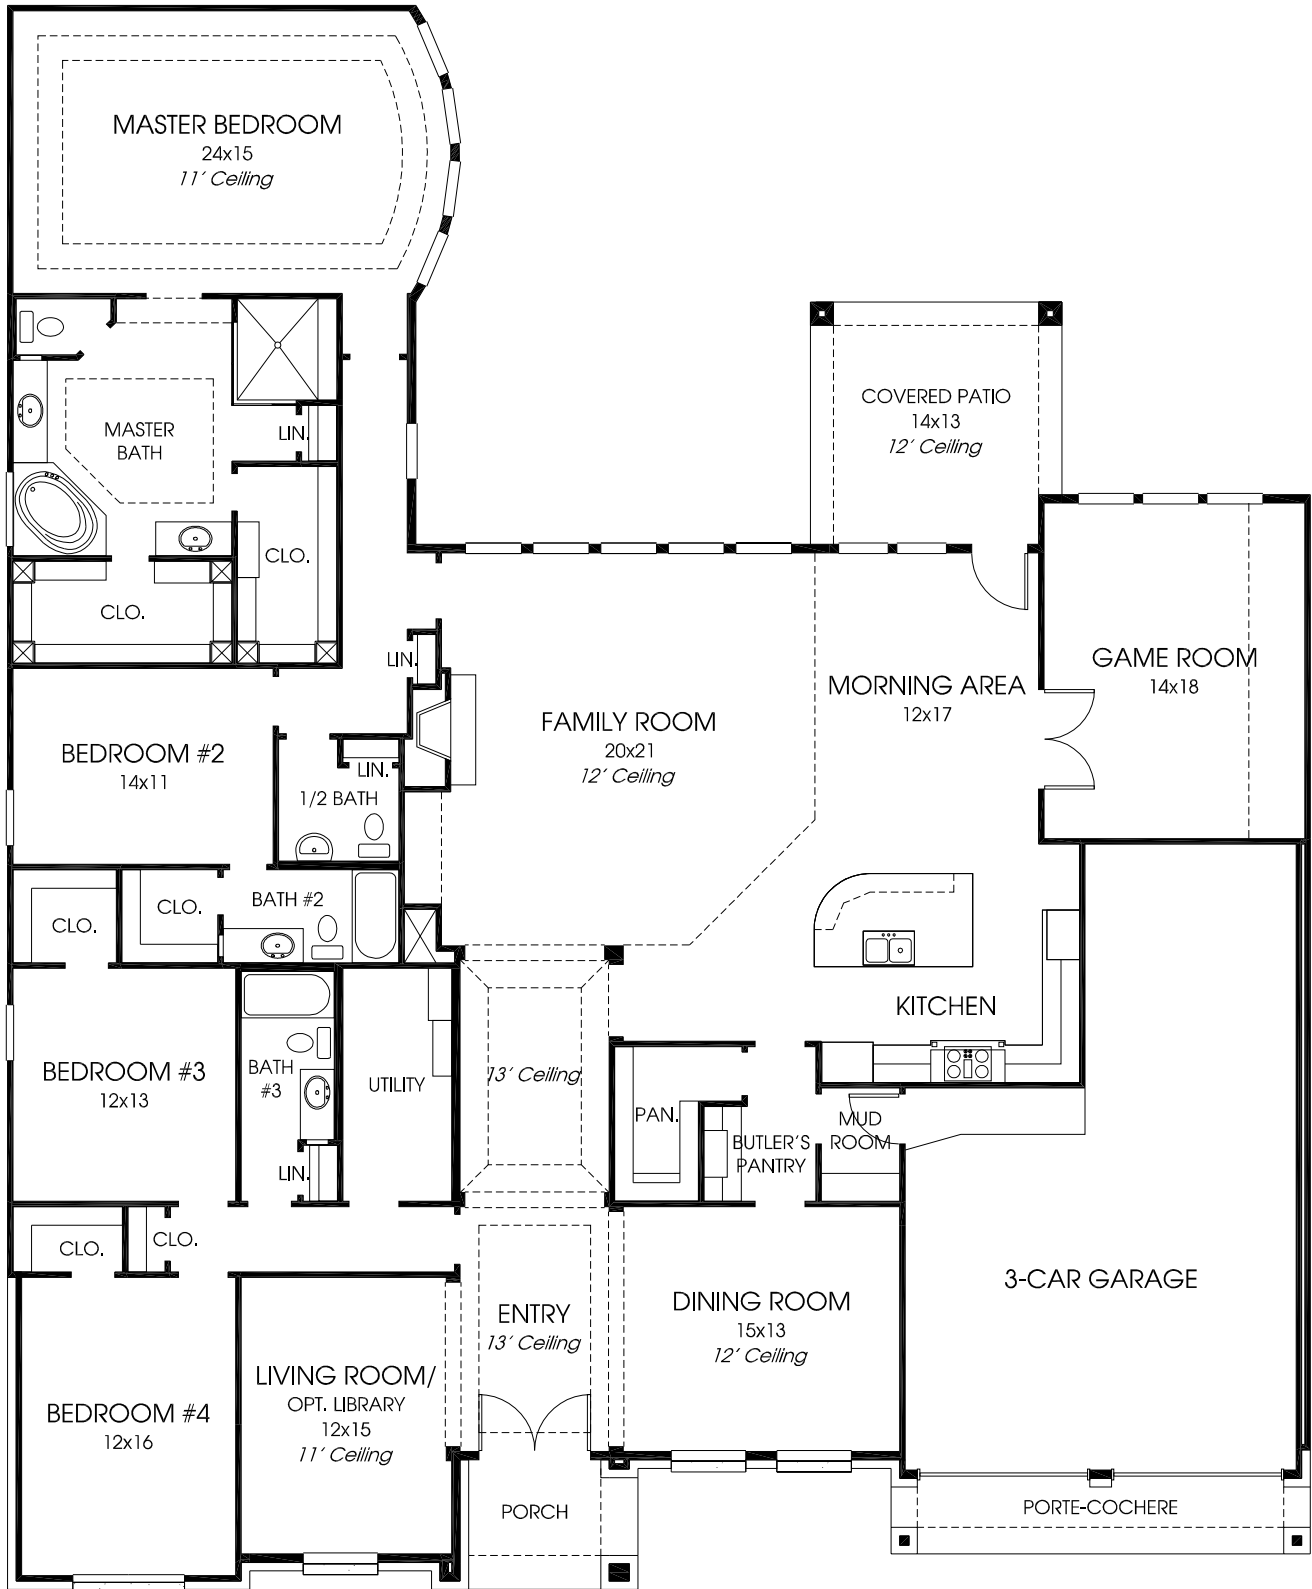 MASTER BEDROOM
24x15
11' Ceiling
MASTER
BATH
LIN.
CLO.
CLO.
COVERED PATIO
14x13
12' Ceiling
GAME ROOM
14x18
MORNING AREA
12x17
FAMILY ROOM
20x21
12' Ceiling
LIN.
BEDROOM #2
14x11
LIN.
1/2 BATH
CLO.
CLO.
BATH #2
KITCHEN
BEDROOM #3
12x13
BATH
#3
LIN.
UTILITY
13' Ceiling
PAN.
BUTLER'S
PANTRY
MUD
ROOM
CLO.
CLO.
3-CAR GARAGE
ENTRY
13' Ceiling
DINING ROOM
15x13
12' Ceiling
LIVING ROOM/
OPT. LIBRARY
12x15
11' Ceiling
BEDROOM #4
12x16
PORCH
PORTE-COCHERE